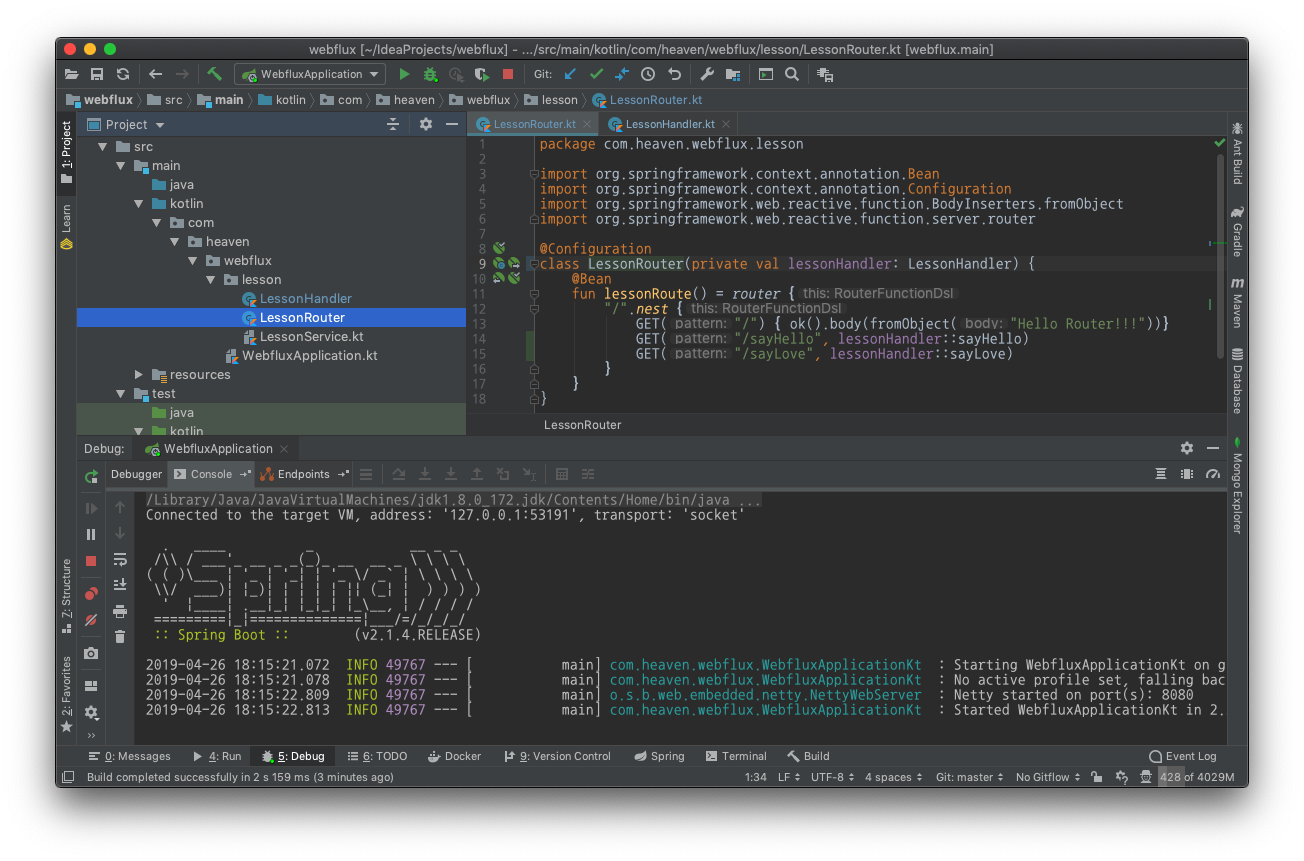 webflux [~/IdeaProjects/webflux] - .../src/main/kotlin/com/heaven/webflux/lesson/LessonRouter.kt [webflux.main]
WebfluxApplication Git:
webflux src main kotlin com heaven webflux lesson LessonRouter.kt
1: Project
Learn
Project
src
main
java
kotlin
com
heaven
webflux
lesson
LessonHandler
LessonRouter
LessonService.kt
WebfluxApplication.kt
resources
test
java
kotlin
LessonRouter.kt LessonHandler.kt
1 package com.heaven.webflux.lesson
2
3 import org.springframework.context.annotation.Bean
4 import org.springframework.context.annotation.Configuration
5 import org.springframework.web.reactive.function.BodyInserters.fromObject
6 import org.springframework.web.reactive.function.server.router
7
8 @Configuration
9 class LessonRouter(private val lessonHandler: LessonHandler) {
10 @Bean
11 fun lessonRoute() = router { this: RouterFunctionDsl
12 "/".nest { this: RouterFunctionDsl
13 GET( pattern: "/") { ok().body(fromObject( body: "Hello Router!!!"))}
14 GET( pattern: "/sayHello", lessonHandler::sayHello)
15 GET( pattern: "/sayLove", lessonHandler::sayLove)
16 }
17 }
18 }
LessonRouter
Ant Build
Gradle
Maven
Database
Mongo Explorer
Debug: WebfluxApplication
Debugger Console Endpoints
/Library/Java/JavaVirtualMachines/jdk1.8.0_172.jdk/Contents/Home/bin/java ...
Connected to the target VM, address: '127.0.0.1:53191', transport: 'socket'
Spring
:: Spring Boot :: (v2.1.4.RELEASE)
2019-04-26 18:15:21.072 INFO 49767 --- [ main] com.heaven.webflux.WebfluxApplicationKt : Starting WebfluxApplicationKt on g
2019-04-26 18:15:21.078 INFO 49767 --- [ main] com.heaven.webflux.WebfluxApplicationKt : No active profile set, falling bac
2019-04-26 18:15:22.809 INFO 49767 --- [ main] o.s.b.web.embedded.netty.NettyWebServer : Netty started on port(s): 8080
2019-04-26 18:15:22.813 INFO 49767 --- [ main] com.heaven.webflux.WebfluxApplicationKt : Started WebfluxApplicationKt in 2.
Z: Structure
2: Favorites
0: Messages 4: Run 5: Debug 6: TODO Docker 9: Version Control Spring Terminal Build Event Log
Build completed successfully in 2 s 159 ms (3 minutes ago) 1:34 LF UTF-8 4 spaces Git: master No Gitflow 428 of 4029M